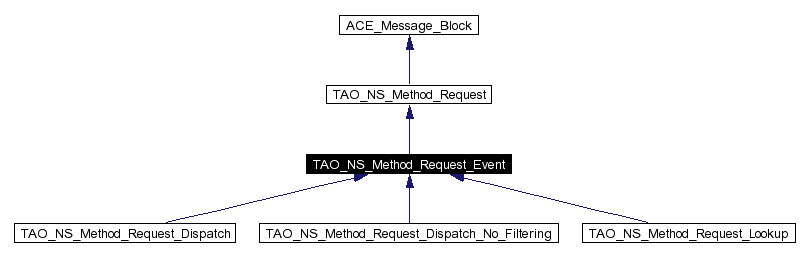 ACE_Message_Block
TAO_NS_Method_Request
TAO_NS_Method_Request_Event
TAO_NS_Method_Request_Dispatch
TAO_NS_Method_Request_Dispatch_No_Filtering
TAO_NS_Method_Request_Lookup